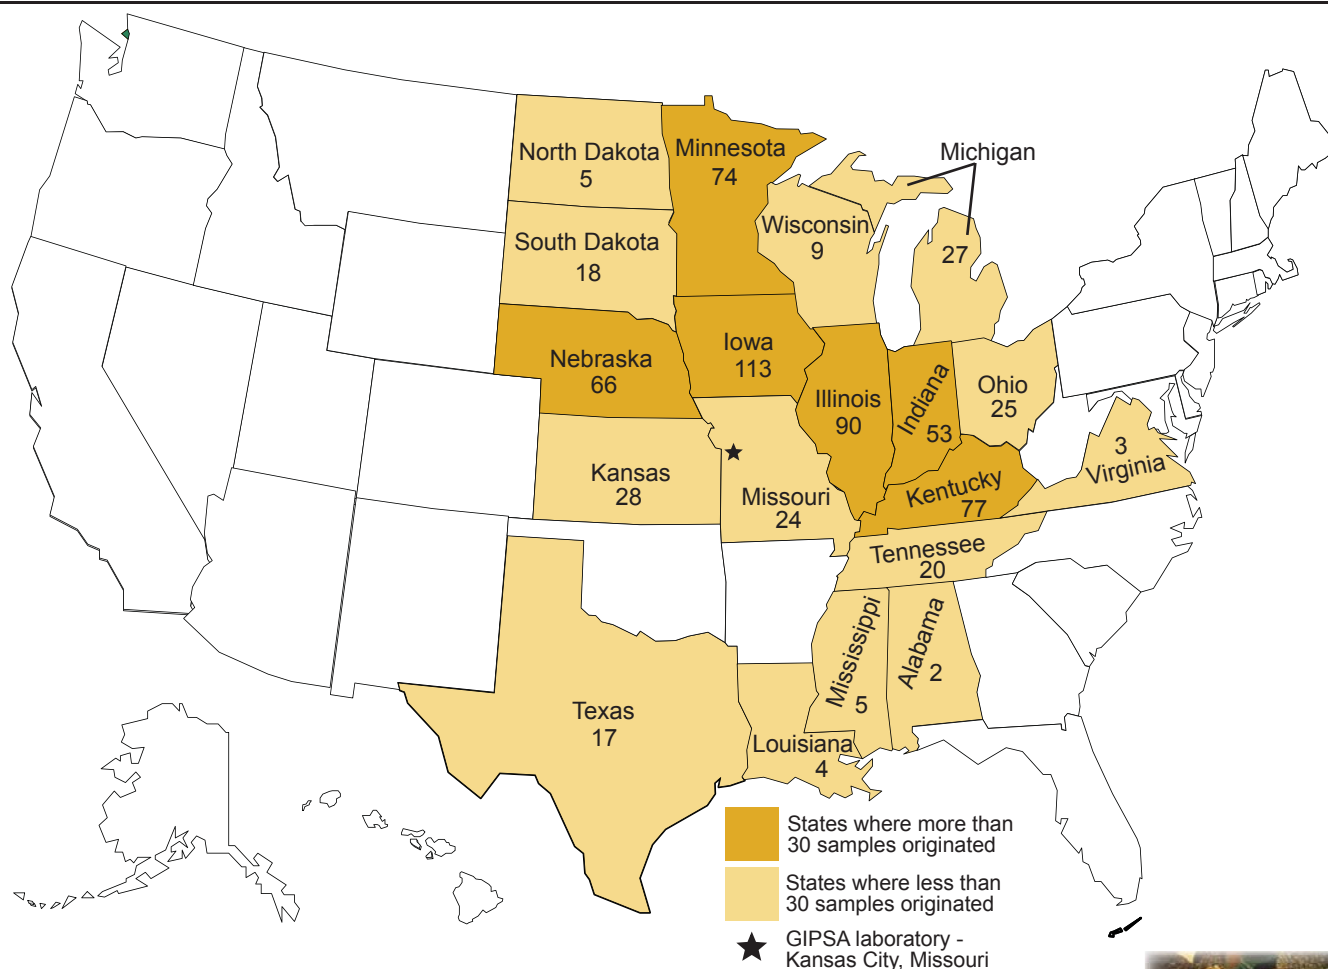 North Dakota
5
Minnesota
74
Michigan
27
South Dakota
18
Wisconsin
9
Nebraska
66
Iowa
113
Illinois
90
Indiana
53
Ohio
25
Kansas
28
Missouri
24
Kentucky
77
3
Virginia
Tennessee
20
Mississippi
5
Alabama
2
Texas
17
Louisiana
4
States where more than
30 samples originated
States where less than
30 samples originated
GIPSA laboratory -
Kansas City, Missouri